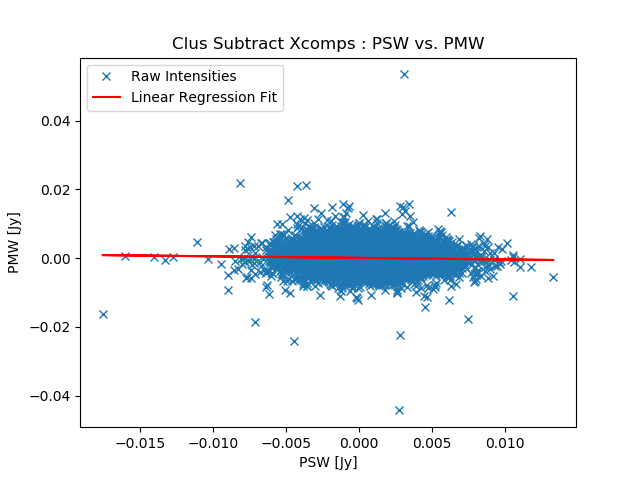 Clus Subtract Xcomps : PSW vs. PMW
Raw Intensities
Linear Regression Fit
0.04
0.02
0.00
−0.02
−0.04
PMW [Jy]
−0.015
−0.010
−0.005
0.000
0.005
0.010
PSW [Jy]